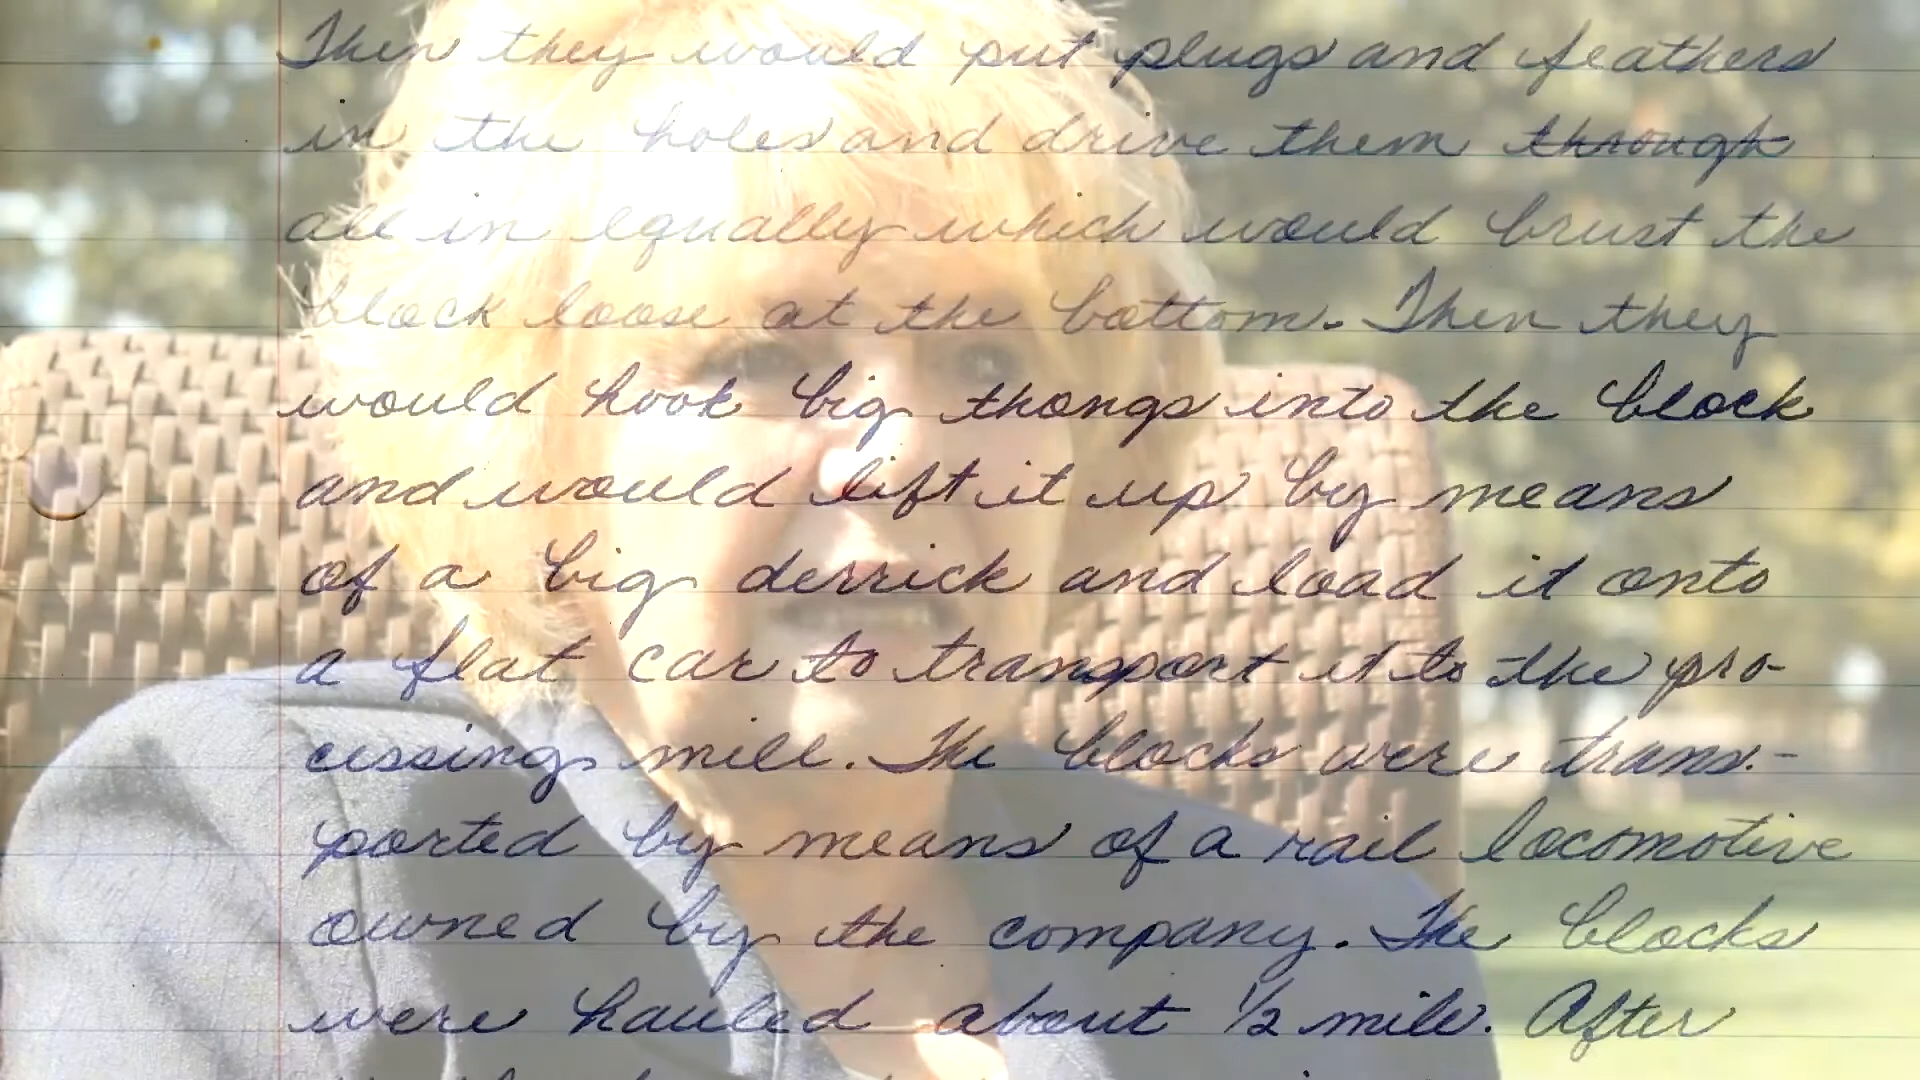 Then they would put plugs and feathers
in the holes and drive them through
all in equally which would brust the
block loose at the bottom. Then they
would hook big thongs into the block
and would lift it up by means
of a big derrick and load it onto
a flat car to transport it to the pro-
cessing mill. The blocks were trans.-
ported by means of a rail locomotive
owned by the company. The blocks
were hauled about 1/2 mile. After